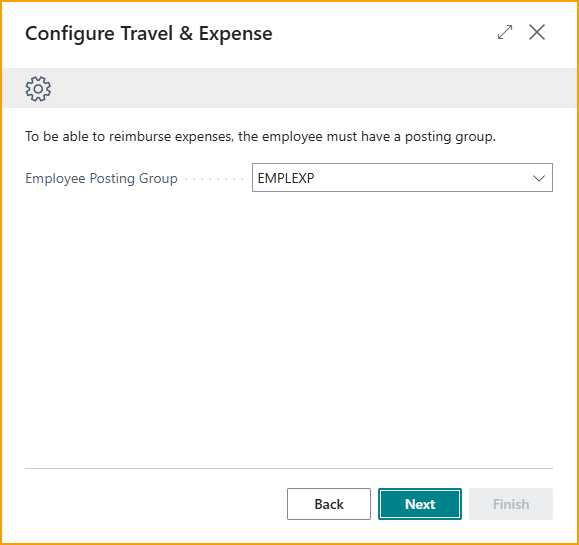 Configure Travel & Expense
To be able to reimburse expenses, the employee must have a posting group.
Employee Posting Group EMPLEXP
Back Next Finish